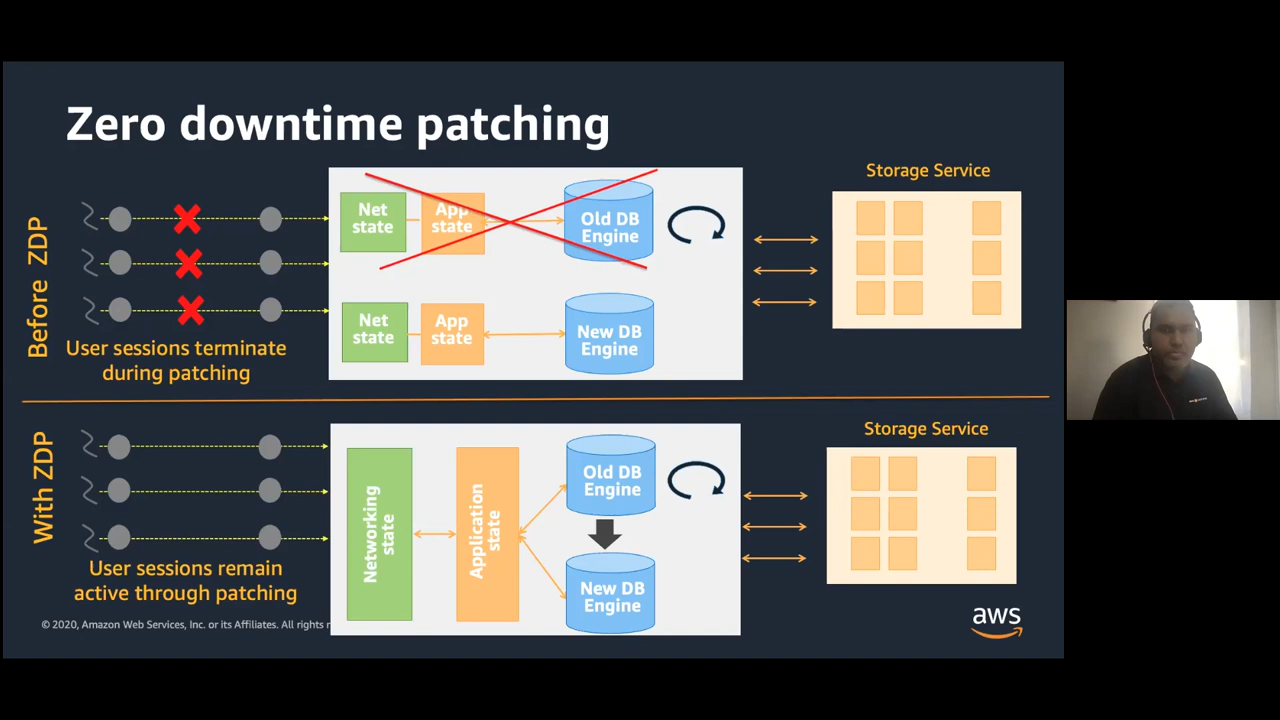 Zero downtime patching
Before ZDP
User sessions terminate
during patching
Net
state
App
state
Old DB
Engine
Net
state
App
state
New DB
Engine
Storage Service
With ZDP
User sessions remain
active through patching
Networking
state
Application
state
Old DB
Engine
New DB
Engine
Storage Service
© 2020, Amazon Web Services, Inc. or its Affiliates. All rights r
aws